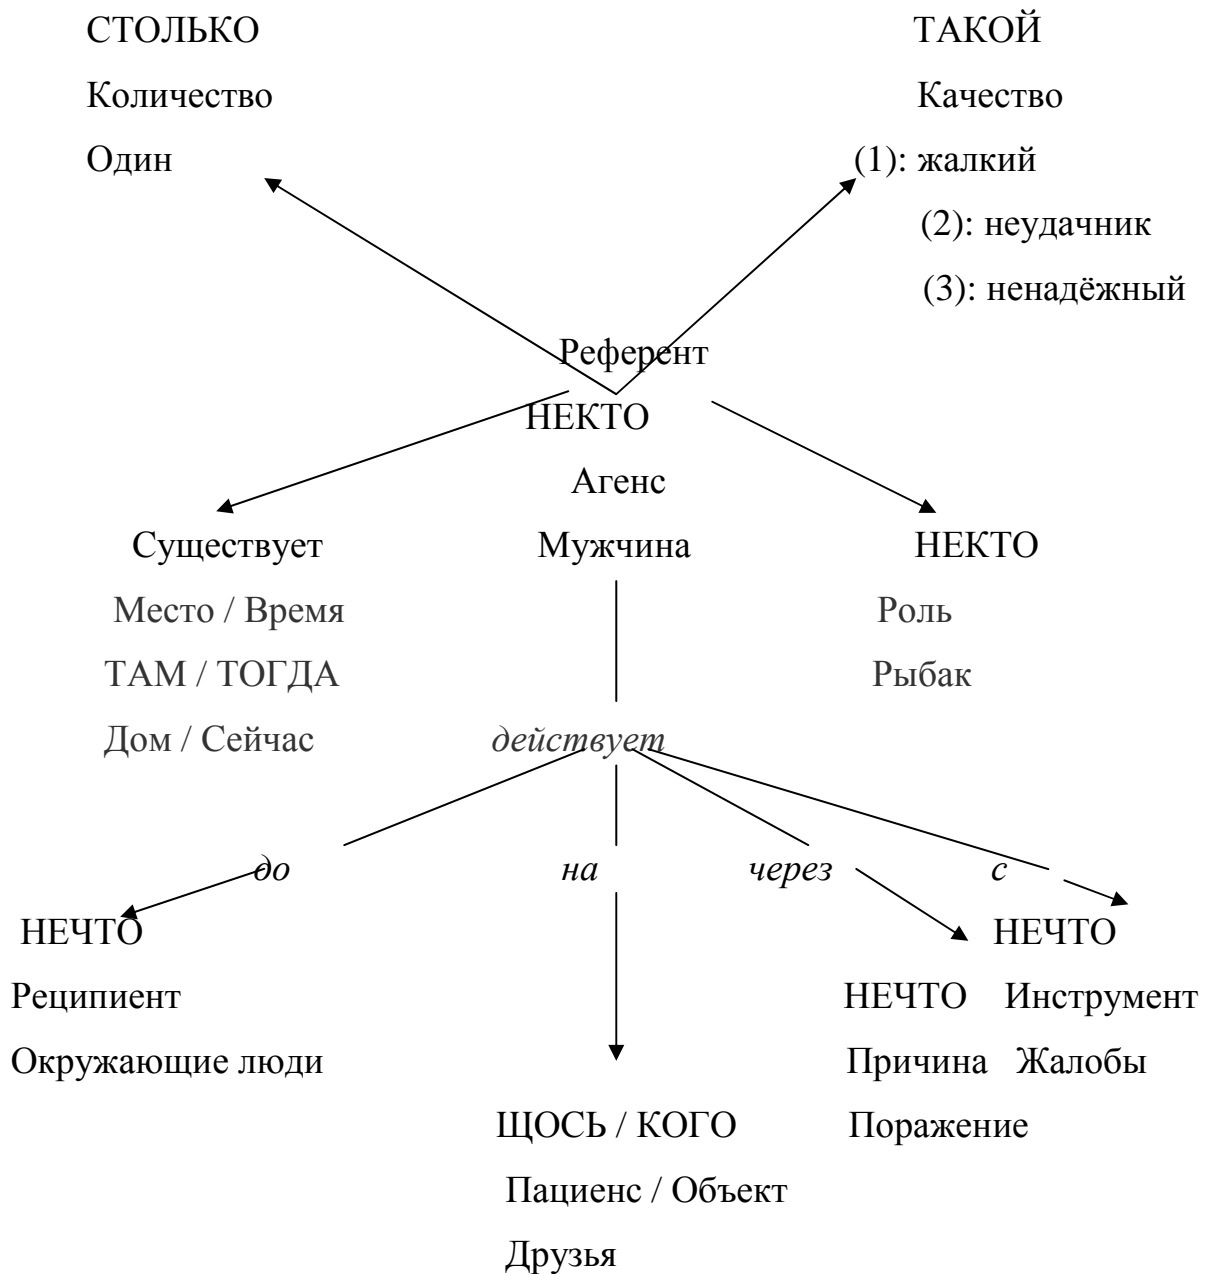 СТОЛЬКО ТАКОЙ
Количество Качество
Один (1): жалкий
(2): неудачник
(3): ненадёжный
Референт
НЕКТО
Агенс
Существует Мужчина НЕКТО
Место / Время Роль
ТАМ / ТОГДА Рыбак
Дом / Сейчас действует
до на через с
НЕЧТО НЕЧТО
Реципиент НЕЧТО Инструмент
Окружающие люди Причина Жалобы
ЩОСЬ / КОГО Поражение
Пациенс / Объект
Друзья